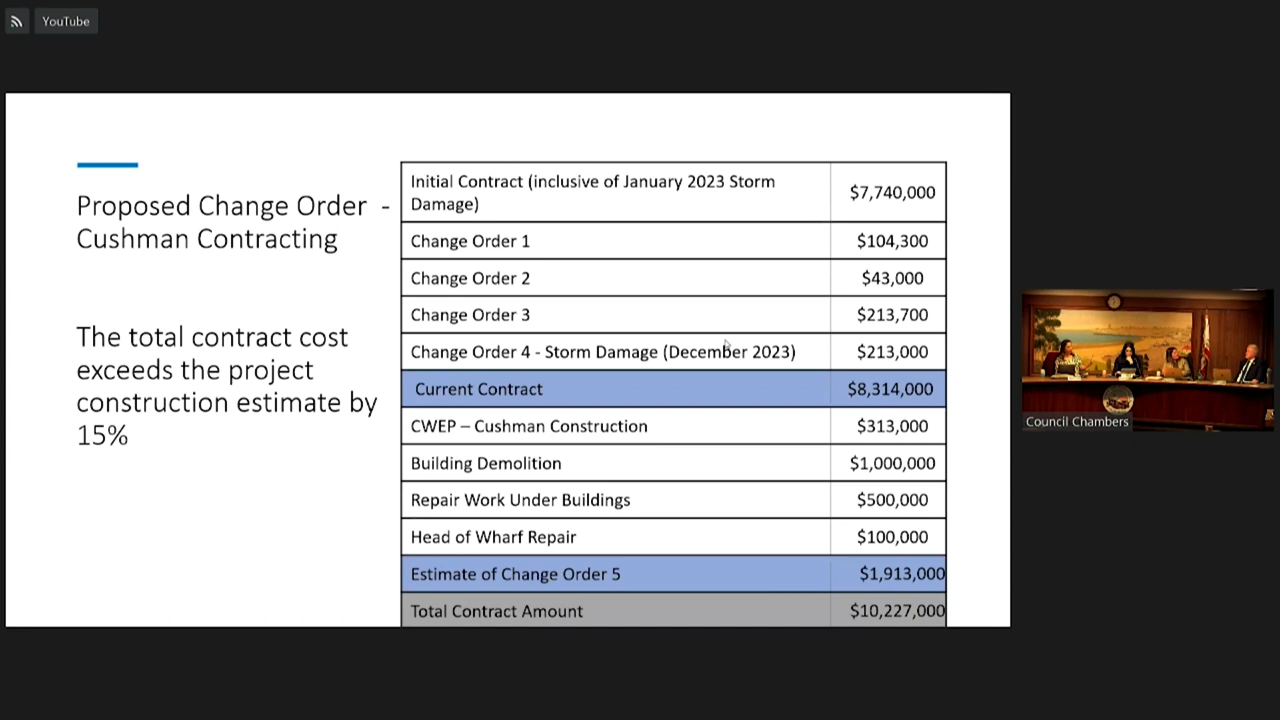 YouTube
Proposed Change Order -
Cushman Contracting
The total contract cost
exceeds the project
construction estimate by
15%
Initial Contract (inclusive of January 2023 Storm
Damage)
$7,740,000
Change Order 1
$104,300
Change Order 2
$43,000
Change Order 3
$213,700
Change Order 4 - Storm Damage (December 2023)
$213,000
Current Contract
$8,314,000
CWEP – Cushman Construction
$313,000
Building Demolition
$1,000,000
Repair Work Under Buildings
$500,000
Head of Wharf Repair
$100,000
Estimate of Change Order 5
$1,913,000
Total Contract Amount
$10,227,000
Council Chambers